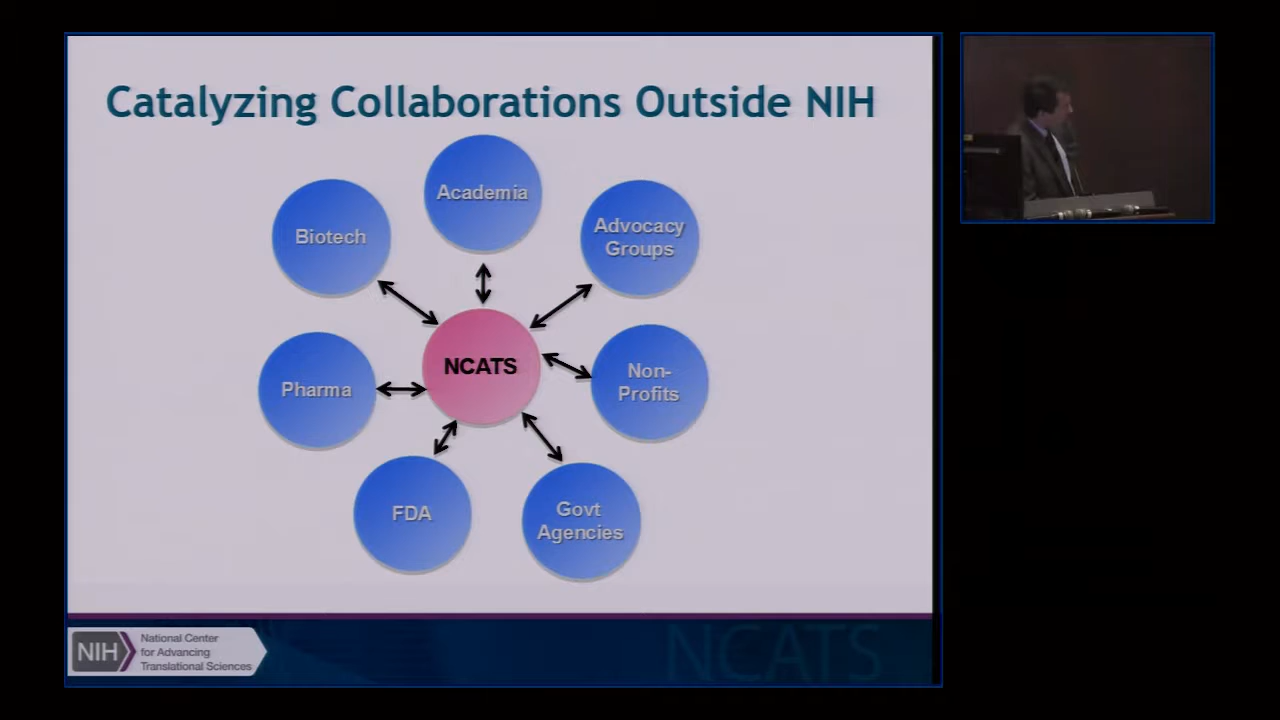 Catalyzing Collaborations Outside NIH
Academia
Biotech
Advocacy
Groups
NCATS
Pharma
Non-
Profits
FDA
Govt
Agencies
NIH
National Center
for Advancing
Translational Sciences
NCATS